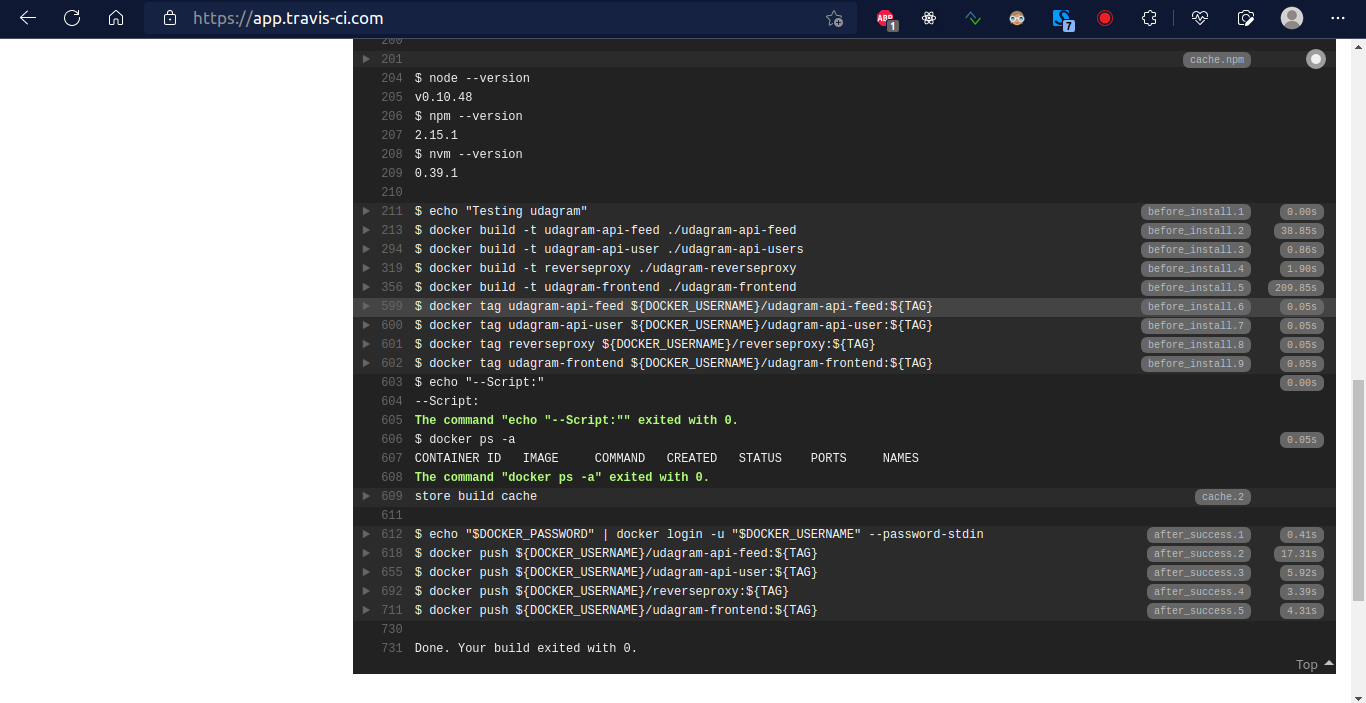 https://app.travis-ci.com
ABP 1 7
200
201 cache.npm
204 $ node --version
205 v0.10.48
206 $ npm --version
207 2.15.1
208 $ nvm --version
209 0.39.1
210
211 $ echo "Testing udagram" before_install.1 0.00s
213 $ docker build -t udagram-api-feed ./udagram-api-feed before_install.2 38.85s
294 $ docker build -t udagram-api-user ./udagram-api-users before_install.3 0.86s
319 $ docker build -t reverseproxy ./udagram-reverseproxy before_install.4 1.90s
356 $ docker build -t udagram-frontend ./udagram-frontend before_install.5 209.85s
599 $ docker tag udagram-api-feed ${DOCKER_USERNAME}/udagram-api-feed:${TAG} before_install.6 0.05s
600 $ docker tag udagram-api-user ${DOCKER_USERNAME}/udagram-api-user:${TAG} before_install.7 0.05s
601 $ docker tag reverseproxy ${DOCKER_USERNAME}/reverseproxy:${TAG} before_install.8 0.05s
602 $ docker tag udagram-frontend ${DOCKER_USERNAME}/udagram-frontend:${TAG} before_install.9 0.05s
603 $ echo "--Script:" 0.00s
604 --Script:
605 The command "echo "--Script:"" exited with 0.
606 $ docker ps -a 0.05s
607 CONTAINER ID IMAGE COMMAND CREATED STATUS PORTS NAMES
608 The command "docker ps -a" exited with 0.
609 store build cache cache.2
611
612 $ echo "$DOCKER_PASSWORD" | docker login -u "$DOCKER_USERNAME" --password-stdin after_success.1 0.41s
618 $ docker push ${DOCKER_USERNAME}/udagram-api-feed:${TAG} after_success.2 17.31s
655 $ docker push ${DOCKER_USERNAME}/udagram-api-user:${TAG} after_success.3 5.92s
692 $ docker push ${DOCKER_USERNAME}/reverseproxy:${TAG} after_success.4 3.39s
711 $ docker push ${DOCKER_USERNAME}/udagram-frontend:${TAG} after_success.5 4.31s
730
731 Done. Your build exited with 0.
Top